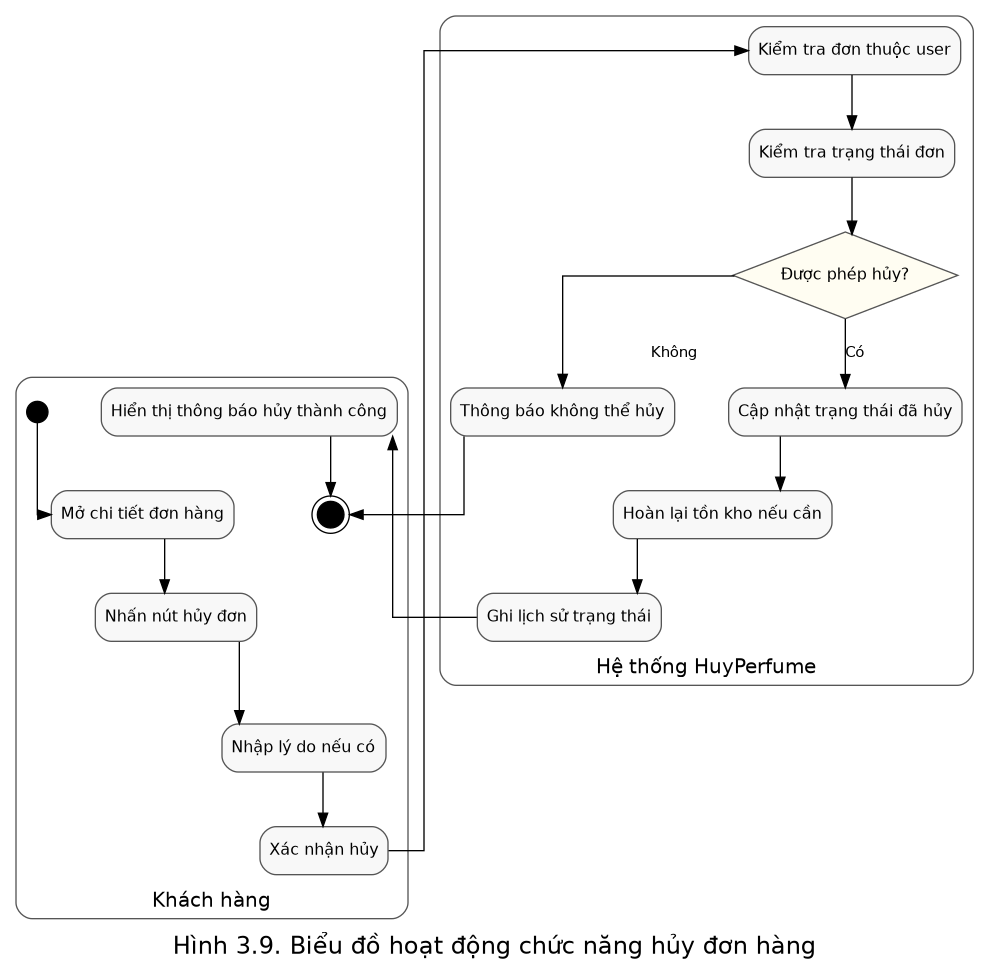 Kiểm tra đơn thuộc user
Kiểm tra trạng thái đơn
Được phép hủy?
Không
Có
Thông báo không thể hủy
Cập nhật trạng thái đã hủy
Hoàn lại tồn kho nếu cần
Ghi lịch sử trạng thái
Hệ thống HuyPerfume
Hiển thị thông báo hủy thành công
Mở chi tiết đơn hàng
Nhấn nút hủy đơn
Nhập lý do nếu có
Xác nhận hủy
Khách hàng
Hình 3.9. Biểu đồ hoạt động chức năng hủy đơn hàng